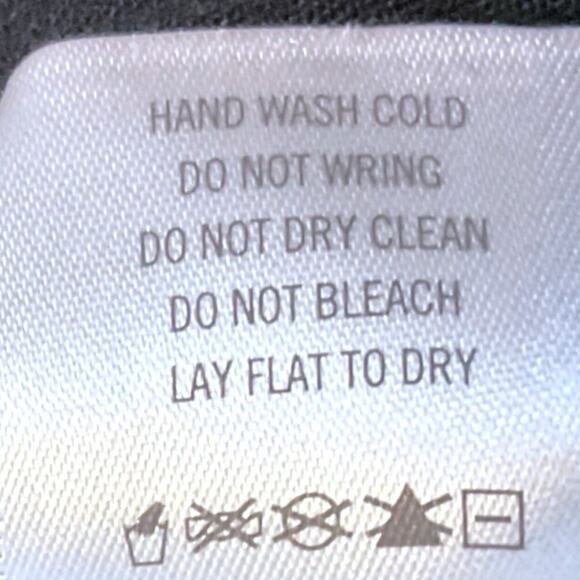 HAND WASH COLD
DO NOT WRING
DO NOT DRY CLEAN
DO NOT BLEACH
LAY FLAT TO DRY